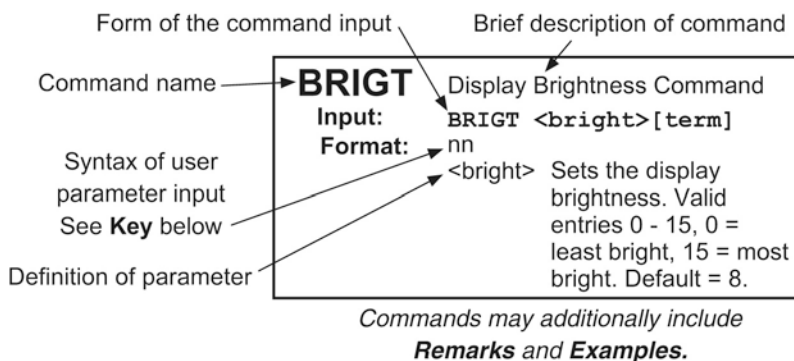 Form of the command input
Brief description of command
Command name
BRIGT Display Brightness Command
Input: BRIGT <bright>[term]
Format: nn
Syntax of user
parameter input
See Key below
<bright> Sets the display
brightness. Valid
entries 0 - 15, 0 =
least bright, 15 = most
bright. Default = 8.
Definition of parameter
Commands may additionally include
Remarks and Examples.